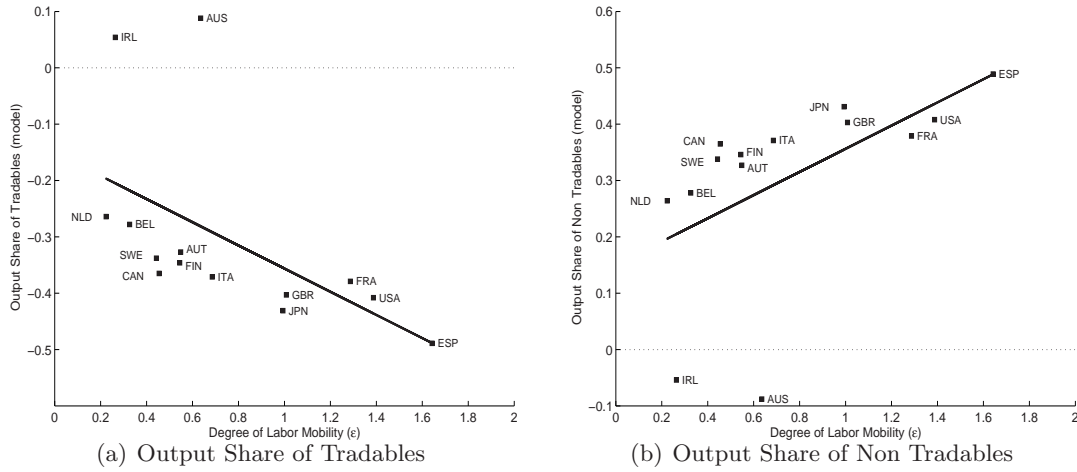 0.1
0
−0.1
−0.2
−0.3
−0.4
−0.5
0 0.2 0.4 0.6 0.8 1 1.2 1.4 1.6 1.8 2
Output Share of Tradables (model)
Degree of Labor Mobility (ε)
AUS
IRL
NLD
BEL
SWE
AUT
CAN
FIN
ITA
GBR
JPN
FRA
USA
ESP
(a) Output Share of Tradables
0.6
0.5
0.4
0.3
0.2
0.1
0
−0.1
0 0.2 0.4 0.6 0.8 1 1.2 1.4 1.6 1.8 2
Output Share of Non Tradables (model)
Degree of Labor Mobility (ε)
ESP
JPN
GBR
USA
FRA
CAN
ITA
FIN
SWE
AUT
BEL
NLD
IRL
AUS
(b) Output Share of Non Tradables